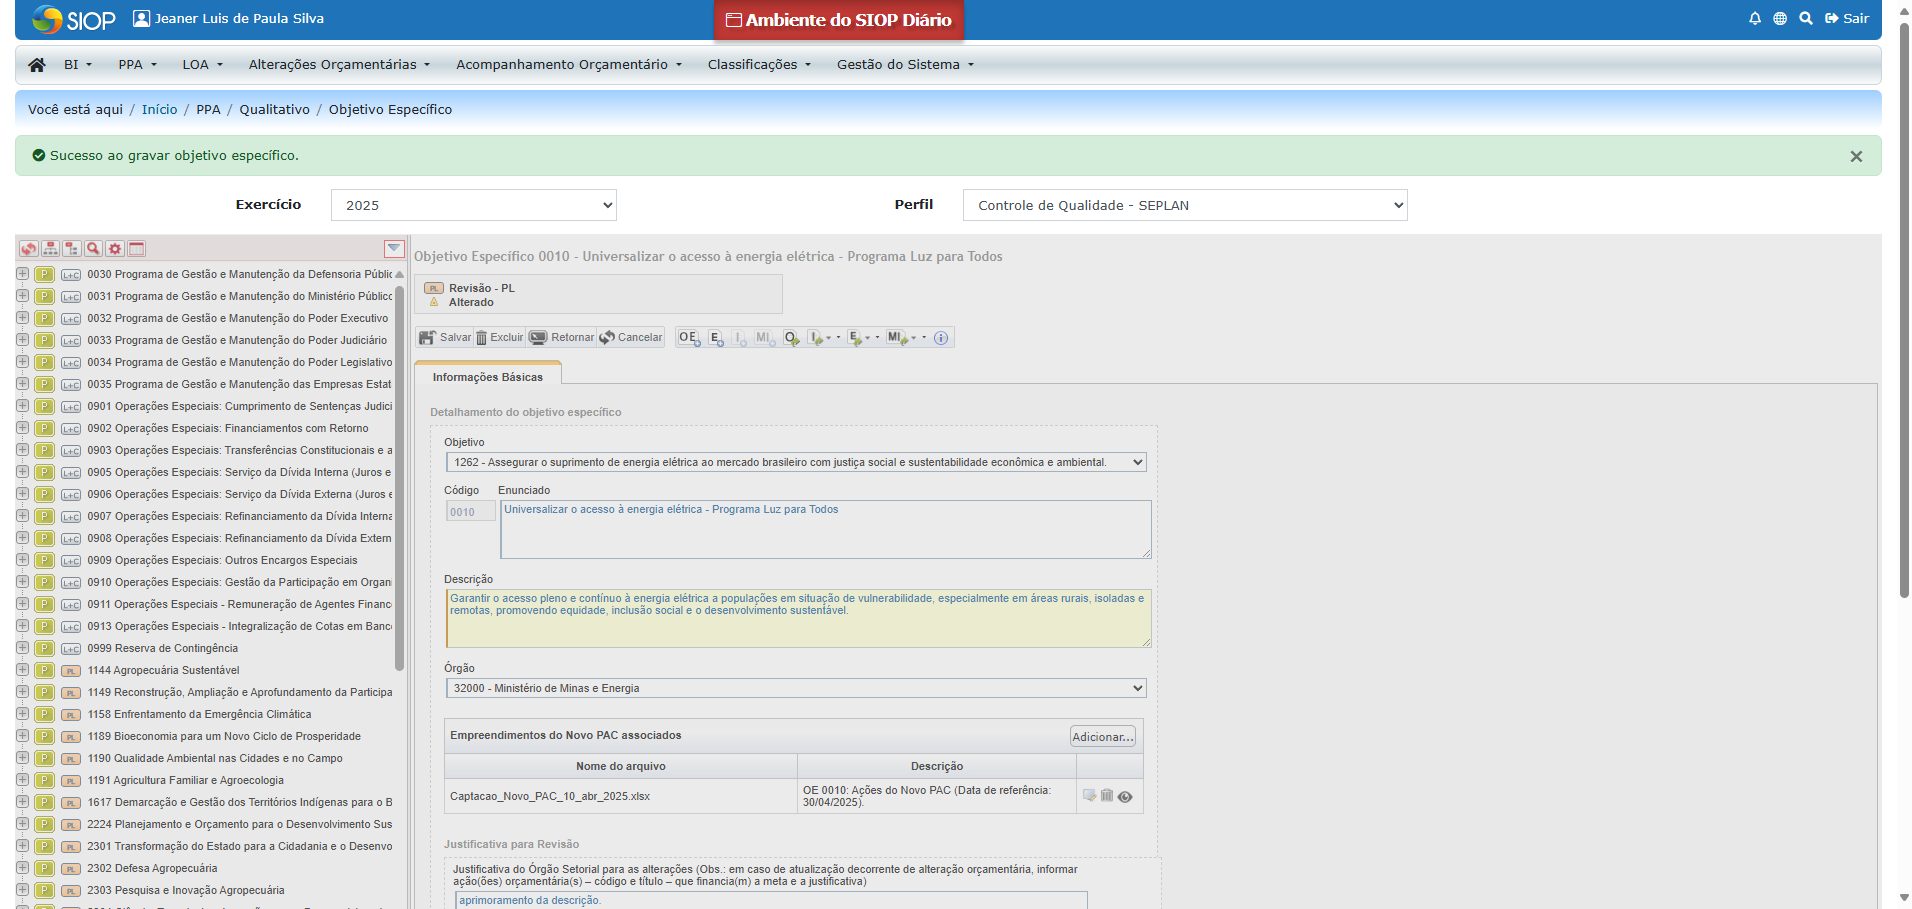 SIOP
Jeaner Luis de Paula Silva
Ambiente do SIOP Diário
Sair
BI
PPA
LOA
Alterações Orçamentárias
Acompanhamento Orçamentário
Classificações
Gestão do Sistema
Você está aqui / Início / PPA / Qualitativo / Objetivo Específico
Sucesso ao gravar objetivo específico.
Exercício
2025
Perfil
Controle de Qualidade - SEPLAN
P L+C 0030 Programa de Gestão e Manutenção da Defensoria Públic
P L+C 0031 Programa de Gestão e Manutenção do Ministério Público
P L+C 0032 Programa de Gestão e Manutenção do Poder Executivo
P L+C 0033 Programa de Gestão e Manutenção do Poder Judiciário
P L+C 0034 Programa de Gestão e Manutenção do Poder Legislativo
P L+C 0035 Programa de Gestão e Manutenção das Empresas Estat
P L+C 0901 Operações Especiais: Cumprimento de Sentenças Judici
P L+C 0902 Operações Especiais: Financiamentos com Retorno
P L+C 0903 Operações Especiais: Transferências Constitucionais e a
P L+C 0905 Operações Especiais: Serviço da Dívida Interna (Juros e
P L+C 0906 Operações Especiais: Serviço da Dívida Externa (Juros e
P L+C 0907 Operações Especiais: Refinanciamento da Dívida Interna
P L+C 0908 Operações Especiais: Refinanciamento da Dívida Extern
P L+C 0909 Operações Especiais: Outros Encargos Especiais
P L+C 0910 Operações Especiais: Gestão da Participação em Organi
P L+C 0911 Operações Especiais - Remuneração de Agentes Financ
P L+C 0913 Operações Especiais - Integralização de Cotas em Banc
P L+C 0999 Reserva de Contingência
P PL 1144 Agropecuária Sustentável
P PL 1149 Reconstrução, Ampliação e Aprofundamento da Participa
P PL 1158 Enfrentamento da Emergência Climática
P PL 1189 Bioeconomia para um Novo Ciclo de Prosperidade
P PL 1190 Qualidade Ambiental nas Cidades e no Campo
P PL 1191 Agricultura Familiar e Agroecologia
P PL 1617 Demarcação e Gestão dos Territórios Indígenas para o B
P PL 2224 Planejamento e Orçamento para o Desenvolvimento Sus
P PL 2301 Transformação do Estado para a Cidadania e o Desenvo
P PL 2302 Defesa Agropecuária
P PL 2303 Pesquisa e Inovação Agropecuária
Objetivo Específico 0010 - Universalizar o acesso à energia elétrica - Programa Luz para Todos
PL Revisão - PL
Alterado
Salvar Excluir Retornar Cancelar OE E I MI O I E MI
Informações Básicas
Detalhamento do objetivo específico
Objetivo
1262 - Assegurar o suprimento de energia elétrica ao mercado brasileiro com justiça social e sustentabilidade econômica e ambiental.
Código Enunciado
0010 Universalizar o acesso à energia elétrica - Programa Luz para Todos
Descrição
Garantir o acesso pleno e contínuo à energia elétrica a populações em situação de vulnerabilidade, especialmente em áreas rurais, isoladas e
remotas, promovendo equidade, inclusão social e o desenvolvimento sustentável.
Órgão
32000 - Ministério de Minas e Energia
Empreendimentos do Novo PAC associados Adicionar...
Nome do arquivo Descrição
Captacao_Novo_PAC_10_abr_2025.xlsx
OE 0010: Ações do Novo PAC (Data de referência:
30/04/2025).
Justificativa para Revisão
Justificativa do Órgão Setorial para as alterações (Obs.: em caso de atualização decorrente de alteração orçamentária, informar
ação(ões) orçamentária(s) – código e título – que financia(m) a meta e a justificativa)
aprimoramento da descrição.